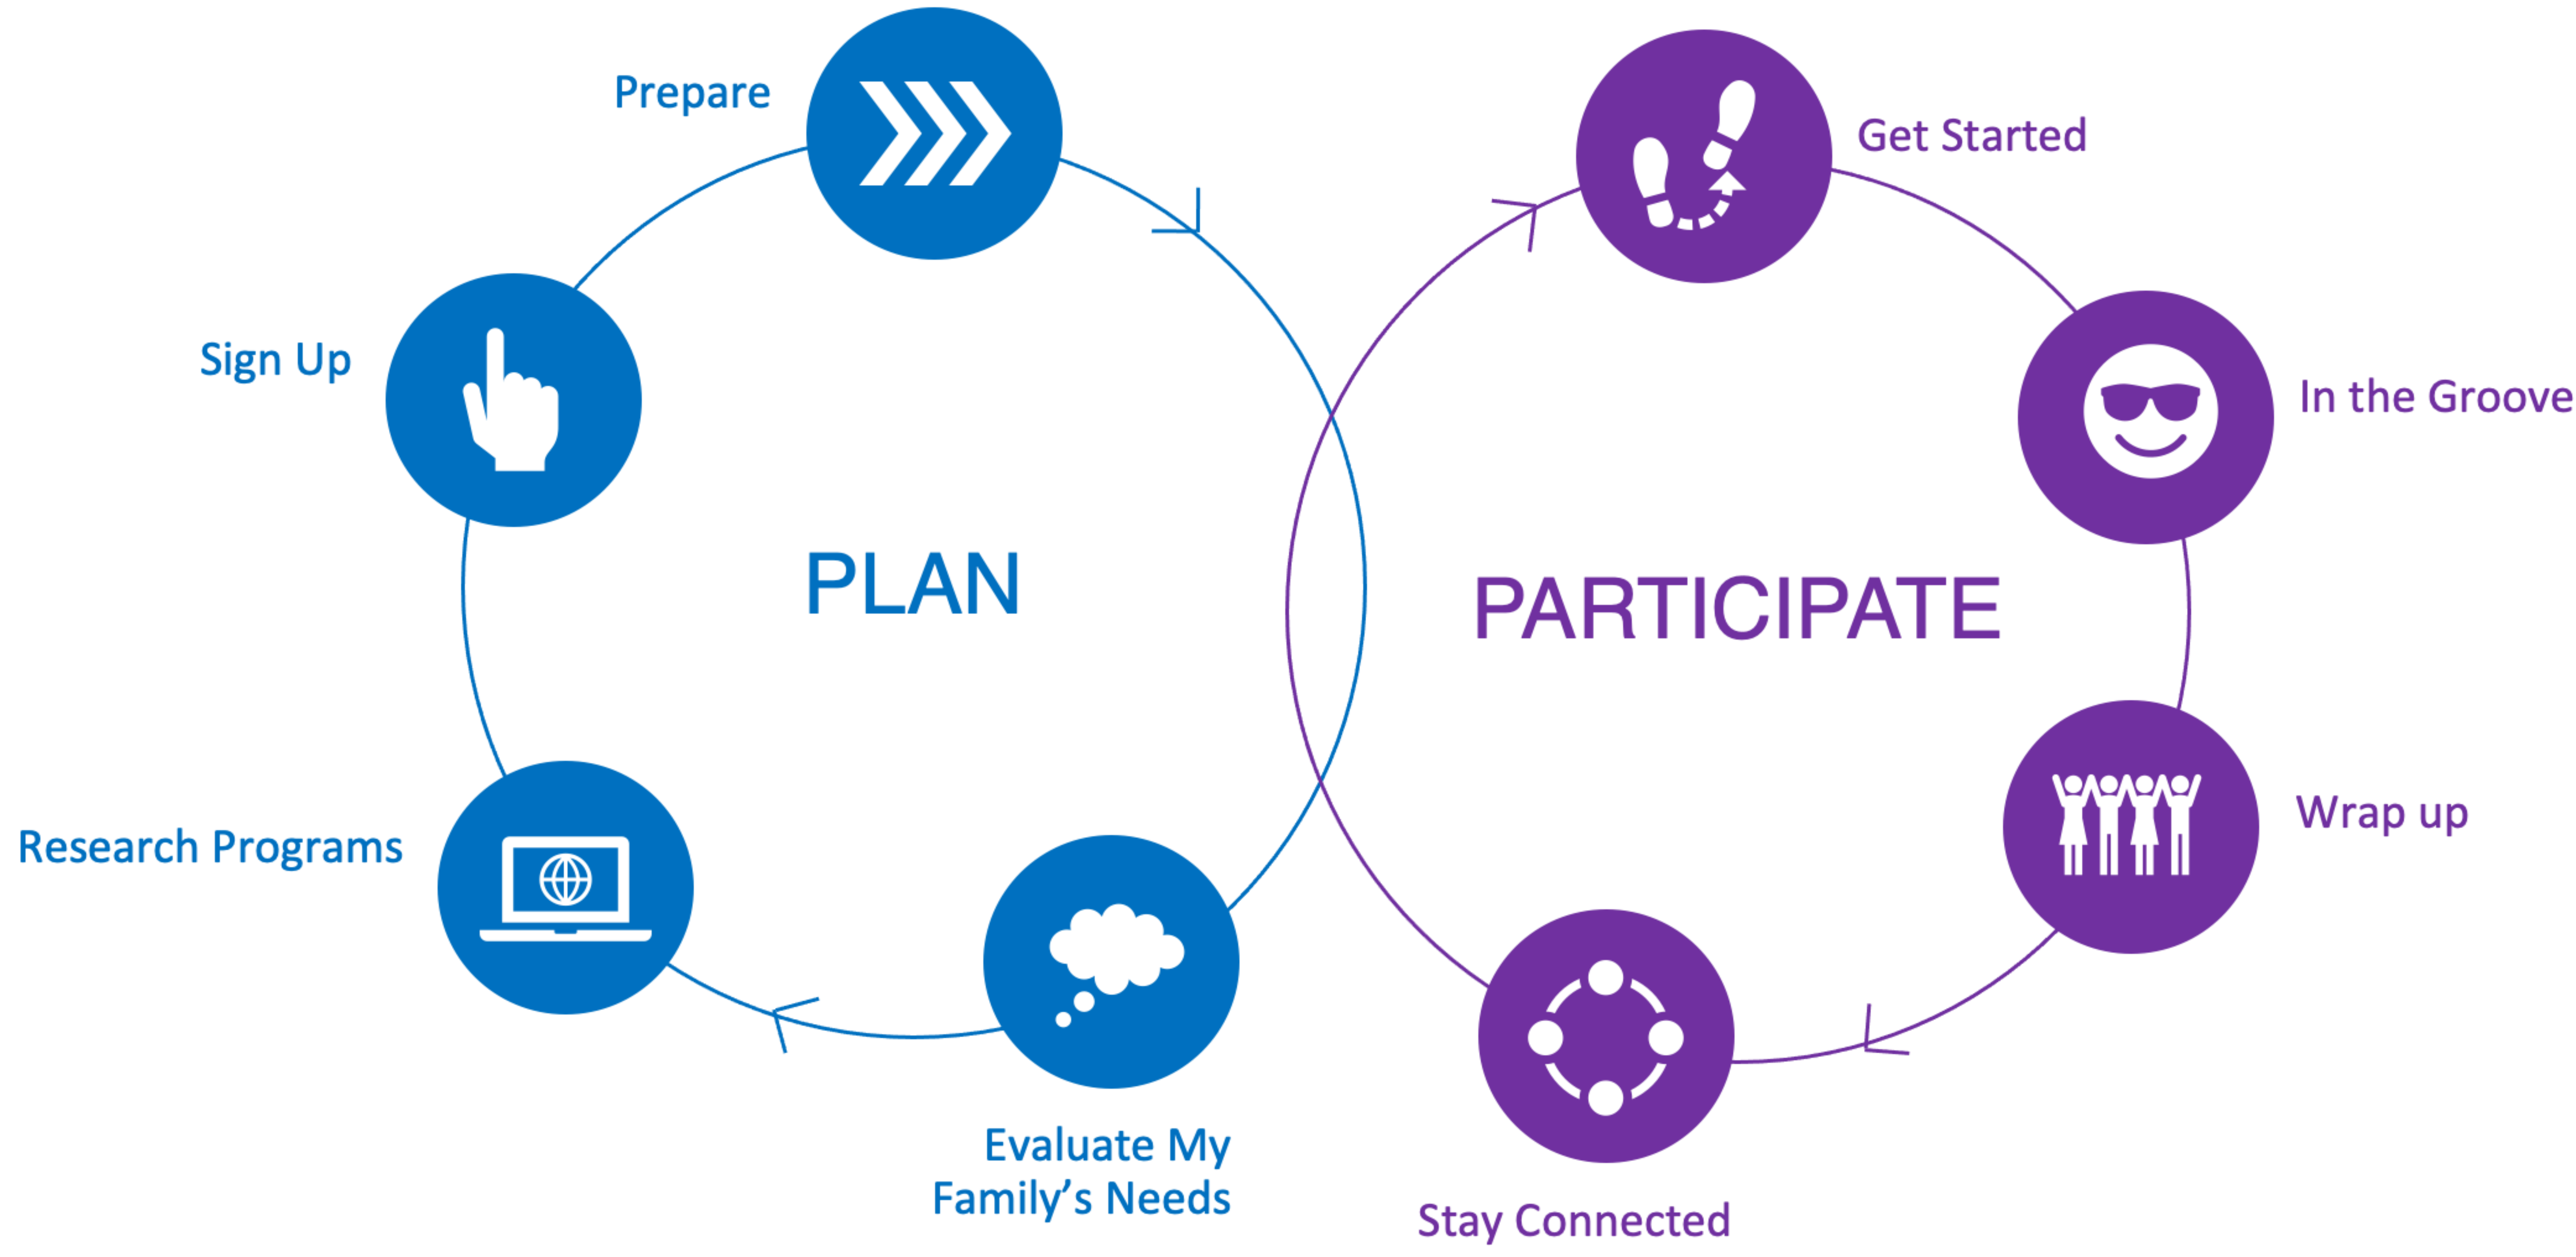 Prepare
Get Started
Sign Up
In the Groove
PLAN
PARTICIPATE
Research Programs
Wrap up
Evaluate My
Family’s Needs
Stay Connected